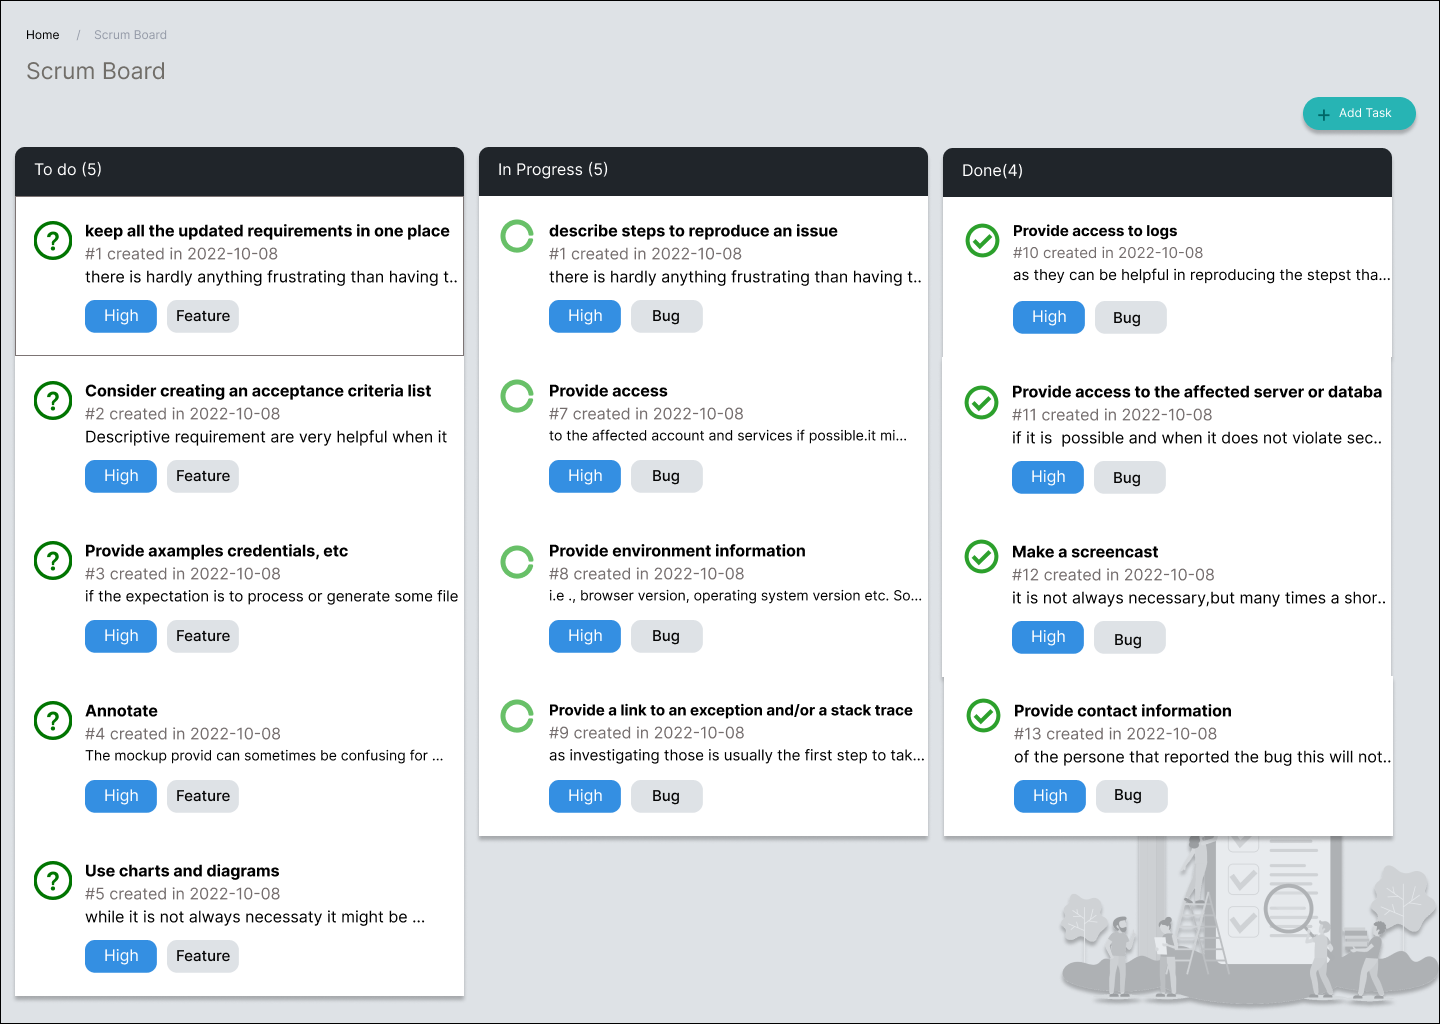 Home / Scrum Board
Scrum Board
+ Add Task
To do (5)
keep all the updated requirements in one place
#1 created in 2022-10-08
there is hardly anything frustrating than having t..
High Feature
Consider creating an acceptance criteria list
#2 created in 2022-10-08
Descriptive requirement are very helpful when it
High Feature
Provide axamples credentials, etc
#3 created in 2022-10-08
if the expectation is to process or generate some file
High Feature
Annotate
#4 created in 2022-10-08
The mockup provid can sometimes be confusing for ...
High Feature
Use charts and diagrams
#5 created in 2022-10-08
while it is not always necessaty it might be ...
High Feature
In Progress (5)
describe steps to reproduce an issue
#1 created in 2022-10-08
there is hardly anything frustrating than having t..
High Bug
Provide access
#7 created in 2022-10-08
to the affected account and services if possible.it mi...
High Bug
Provide environment information
#8 created in 2022-10-08
i.e ., browser version, operating system version etc. So...
High Bug
Provide a link to an exception and/or a stack trace
#9 created in 2022-10-08
as investigating those is usually the first step to tak...
High Bug
Done(4)
Provide access to logs
#10 created in 2022-10-08
as they can be helpful in reproducing the stepst tha...
High Bug
Provide access to the affected server or databa
#11 created in 2022-10-08
if it is  possible and when it does not violate sec..
High Bug
Make a screencast
#12 created in 2022-10-08
it is not always necessary,but many times a shor..
High Bug
Provide contact information
#13 created in 2022-10-08
of the persone that reported the bug this will not..
High Bug